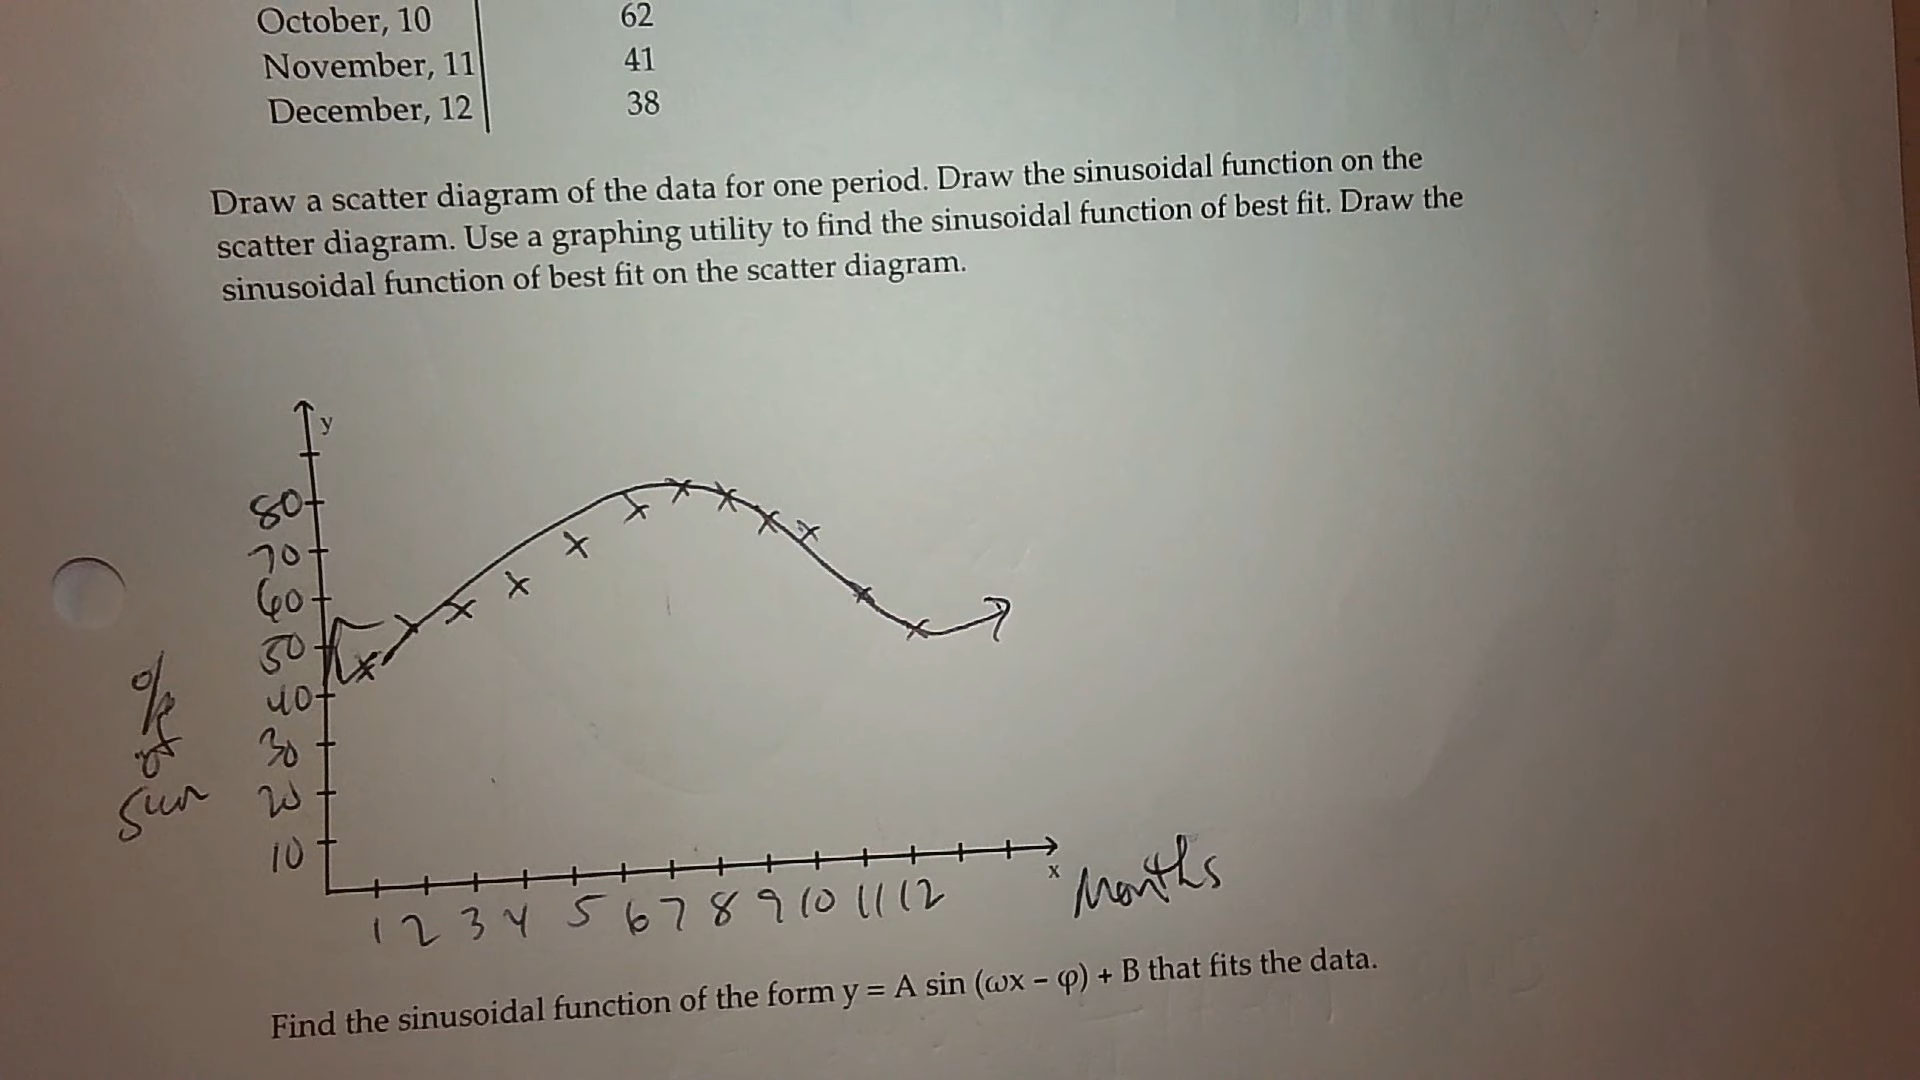 October, 10 62
November, 11 41
December, 12 38
Draw a scatter diagram of the data for one period. Draw the sinusoidal function on the
scatter diagram. Use a graphing utility to find the sinusoidal function of best fit. Draw the
sinusoidal function of best fit on the scatter diagram.
y
80
70
60
50
40
30
20
10
% of sun
1 2 3 4 5 6 7 8 9 10 11 12
x
Months
Find the sinusoidal function of the form y = A sin (ωx – φ) + B that fits the data.